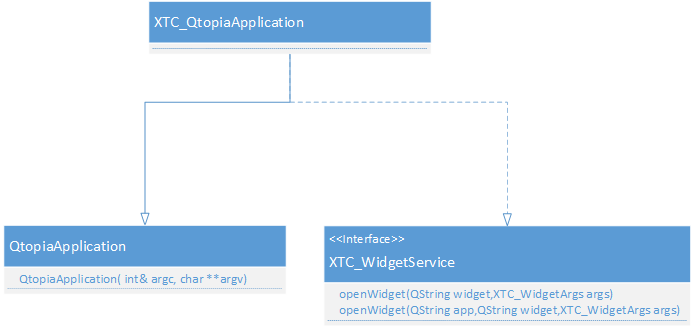 XTC_QtopiaApplication
QtopiaApplication
QtopiaApplication( int& argc, char **argv)
<<Interface>>
XTC_WidgetService
openWidget(QString widget,XTC_WidgetArgs args)
openWidget(QString app,QString widget,XTC_WidgetArgs args)